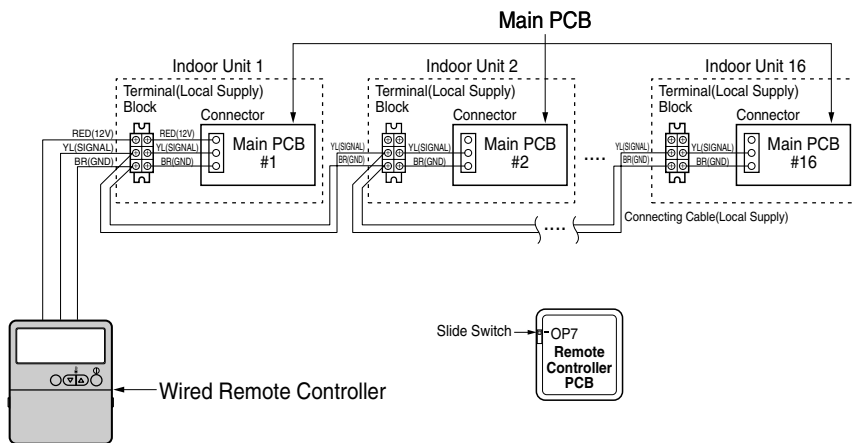 Main PCB
Indoor Unit 1
Indoor Unit 2
Indoor Unit 16
Terminal(Local Supply)
Block
Terminal(Local Supply)
Block
Terminal(Local Supply)
Block
Connector
Connector
Connector
RED(12V)
YL(SIGNAL)
BR(GND)
RED(12V)
YL(SIGNAL)
BR(GND)
Main PCB
#1
YL(SIGNAL)
BR(GND)
YL(SIGNAL)
BR(GND)
Main PCB
#2
....
YL(SIGNAL)
BR(GND)
YL(SIGNAL)
BR(GND)
Main PCB
#16
....
Connecting Cable(Local Supply)
Slide Switch
OP7
Remote
Controller
PCB
Wired Remote Controller